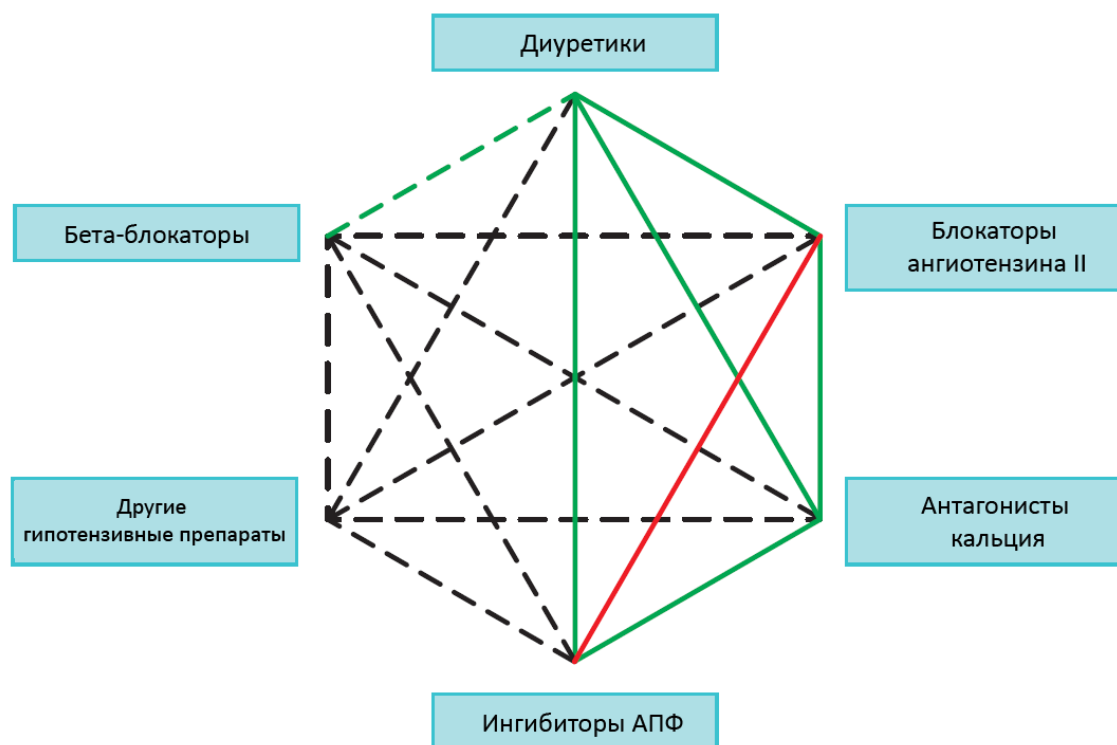 Диуретики
Бета-блокаторы
Блокаторы
ангиотензина II
Другие
гипотензивные препараты
Антагонисты
кальция
Ингибиторы АПФ